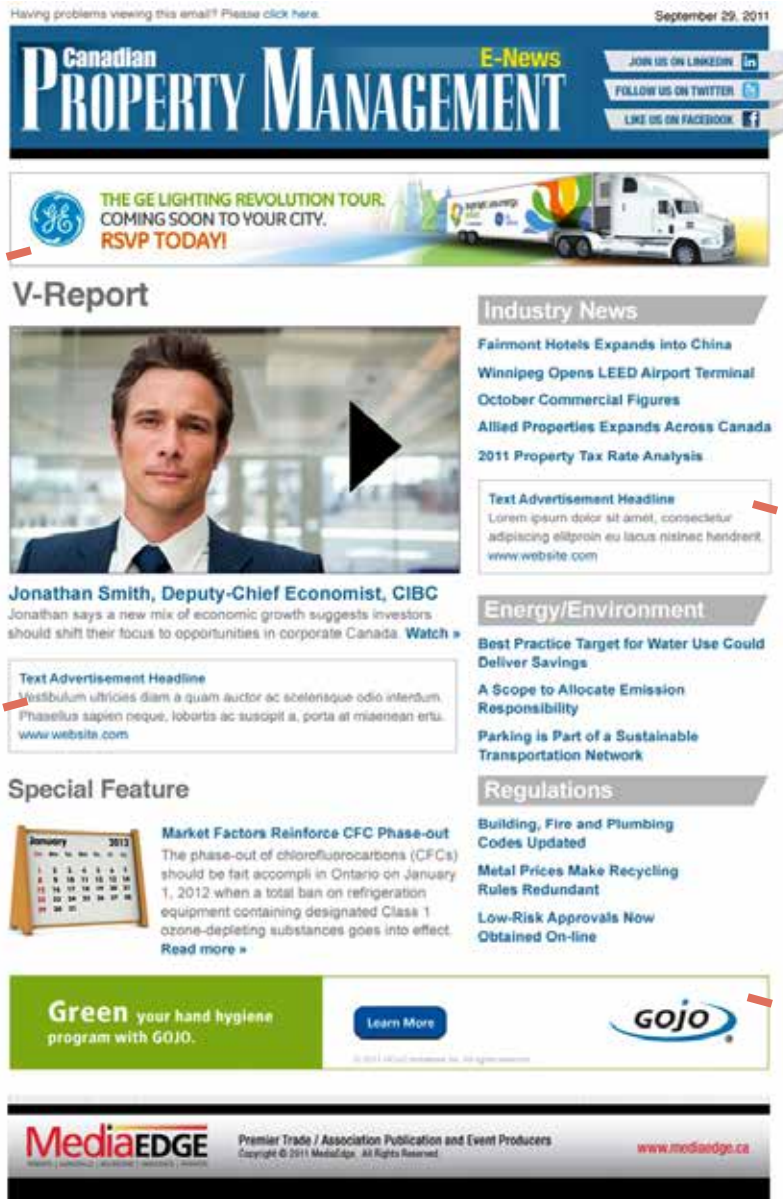 Having problems viewing this email? Please click here.
September 29, 2011
Canadian
E-News
PROPERTY MANAGEMENT
JOIN US ON LINKEDIN in
FOLLOW US ON TWITTER
LIKE US ON FACEBOOK f
GE
THE GE LIGHTING REVOLUTION TOUR.
COMING SOON TO YOUR CITY.
RSVP TODAY!
V-Report
Jonathan Smith, Deputy-Chief Economist, CIBC
Jonathan says a new mix of economic growth suggests investors
should shift their focus to opportunities in corporate Canada. Watch »
Text Advertisement Headline
Vestibulum ultricies diam a quam auctor ac scelerisque odio interdum.
Phasellus sapien neque, lobortis ac suscipit a, porta at miaenean ertu.
www.website.com
Special Feature
January 2012
Market Factors Reinforce CFC Phase-out
The phase-out of chlorofluorocarbons (CFCs)
should be fait accompli in Ontario on January
1, 2012 when a total ban on refrigeration
equipment containing designated Class 1
ozone-depleting substances goes into effect.
Read more »
Industry News
Fairmont Hotels Expands into China
Winnipeg Opens LEED Airport Terminal
October Commercial Figures
Allied Properties Expands Across Canada
2011 Property Tax Rate Analysis
Text Advertisement Headline
Lorem ipsum dolor sit amet, consectetur
adipiscing elitproin eu lacus nislnec hendrerit.
www.website.com
Energy/Environment
Best Practice Target for Water Use Could
Deliver Savings
A Scope to Allocate Emission
Responsibility
Parking is Part of a Sustainable
Transportation Network
Regulations
Building, Fire and Plumbing
Codes Updated
Metal Prices Make Recycling
Rules Redundant
Low-Risk Approvals Now
Obtained On-line
Green your hand hygiene
program with GOJO.
Learn More
GOJO
MediaEDGE
Premier Trade / Association Publication and Event Producers
Copyright © 2011 MediaEdge. All Rights Reserved.
www.mediaedge.ca